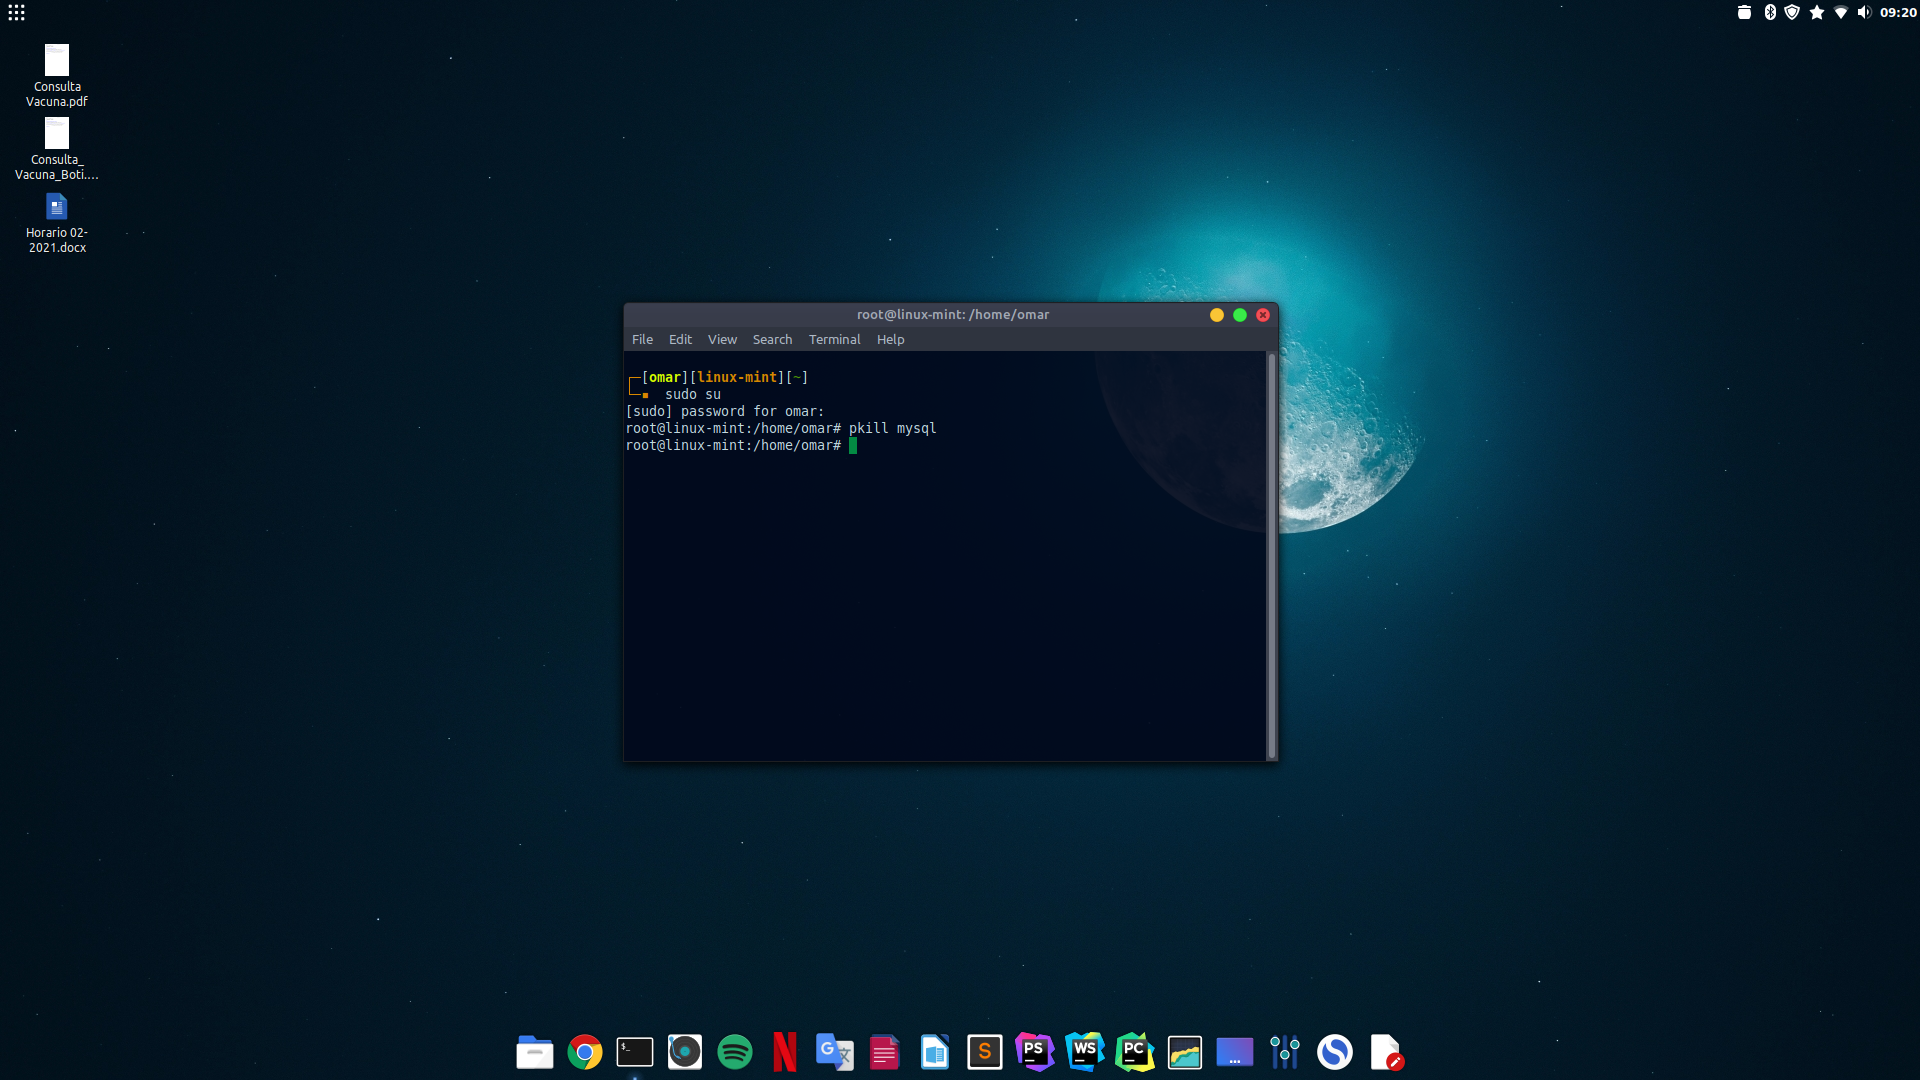 09:20
Consulta
Vacuna.pdf
Consulta_
Vacuna_Boti....
Horario 02-
2021.docx
root@linux-mint: /home/omar
File Edit View Search Terminal Help
┌─[omar][linux-mint][~]
└─▪ sudo su
[sudo] password for omar:
root@linux-mint:/home/omar# pkill mysql
root@linux-mint:/home/omar#
$_ N G 文 S PS WS PC ... S